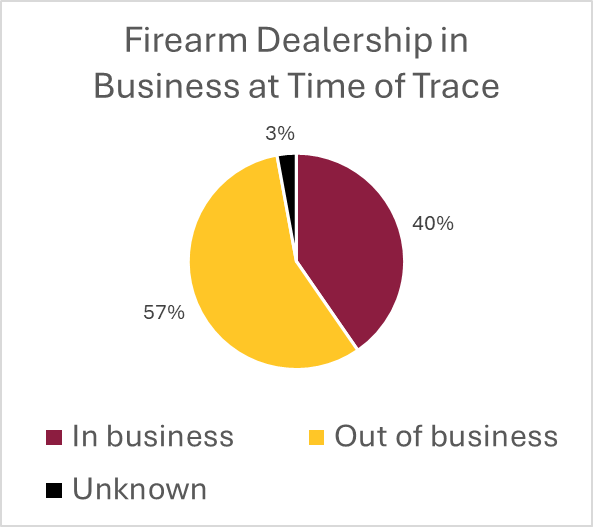 Firearm Dealership in
Business at Time of Trace
3%
40%
57%
In business
Out of business
Unknown